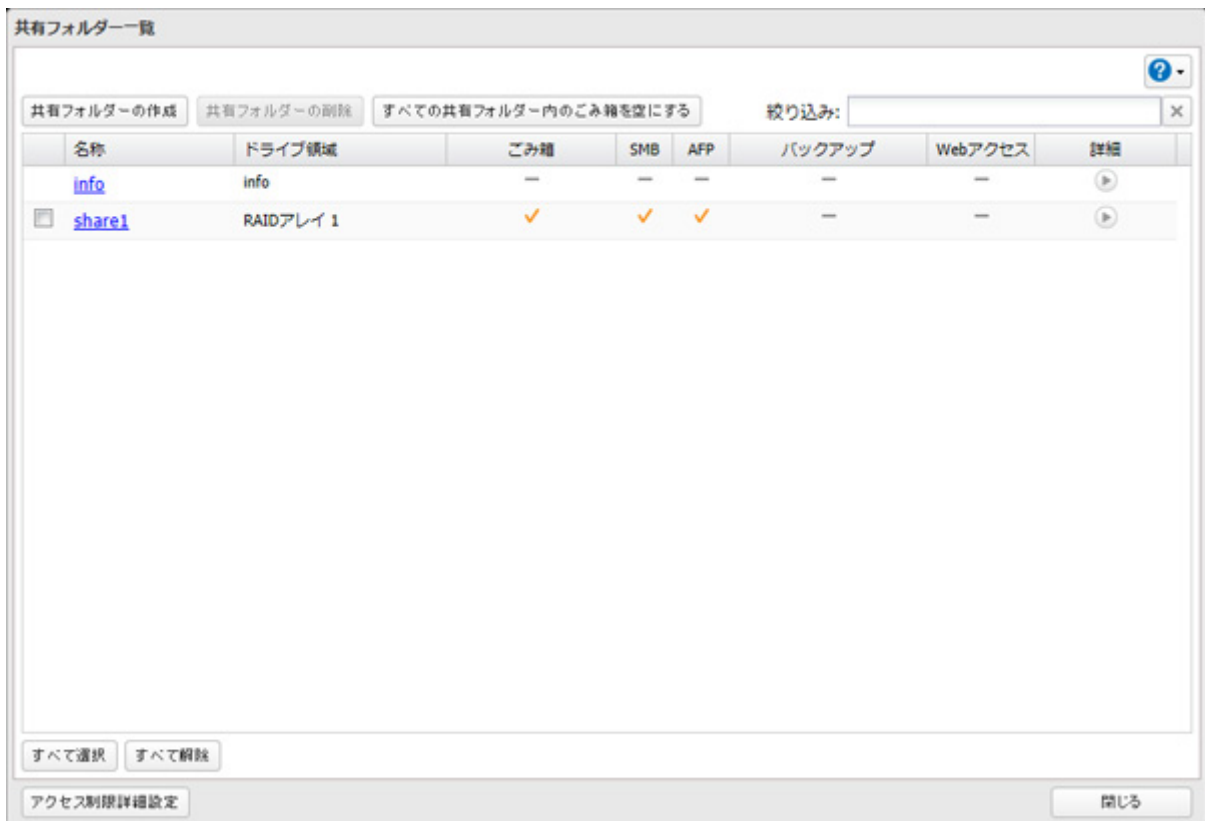 共有フォルダー一覧
共有フォルダーの作成 共有フォルダーの削除 すべての共有フォルダー内のごみ箱を空にする 絞り込み:
名称 ドライブ領域 ごみ箱 SMB AFP バックアップ Webアクセス 詳細
info info － － － － －
share1 RAIDアレイ 1 ✓ ✓ ✓ － －
すべて選択 すべて解除
アクセス制限詳細設定 閉じる